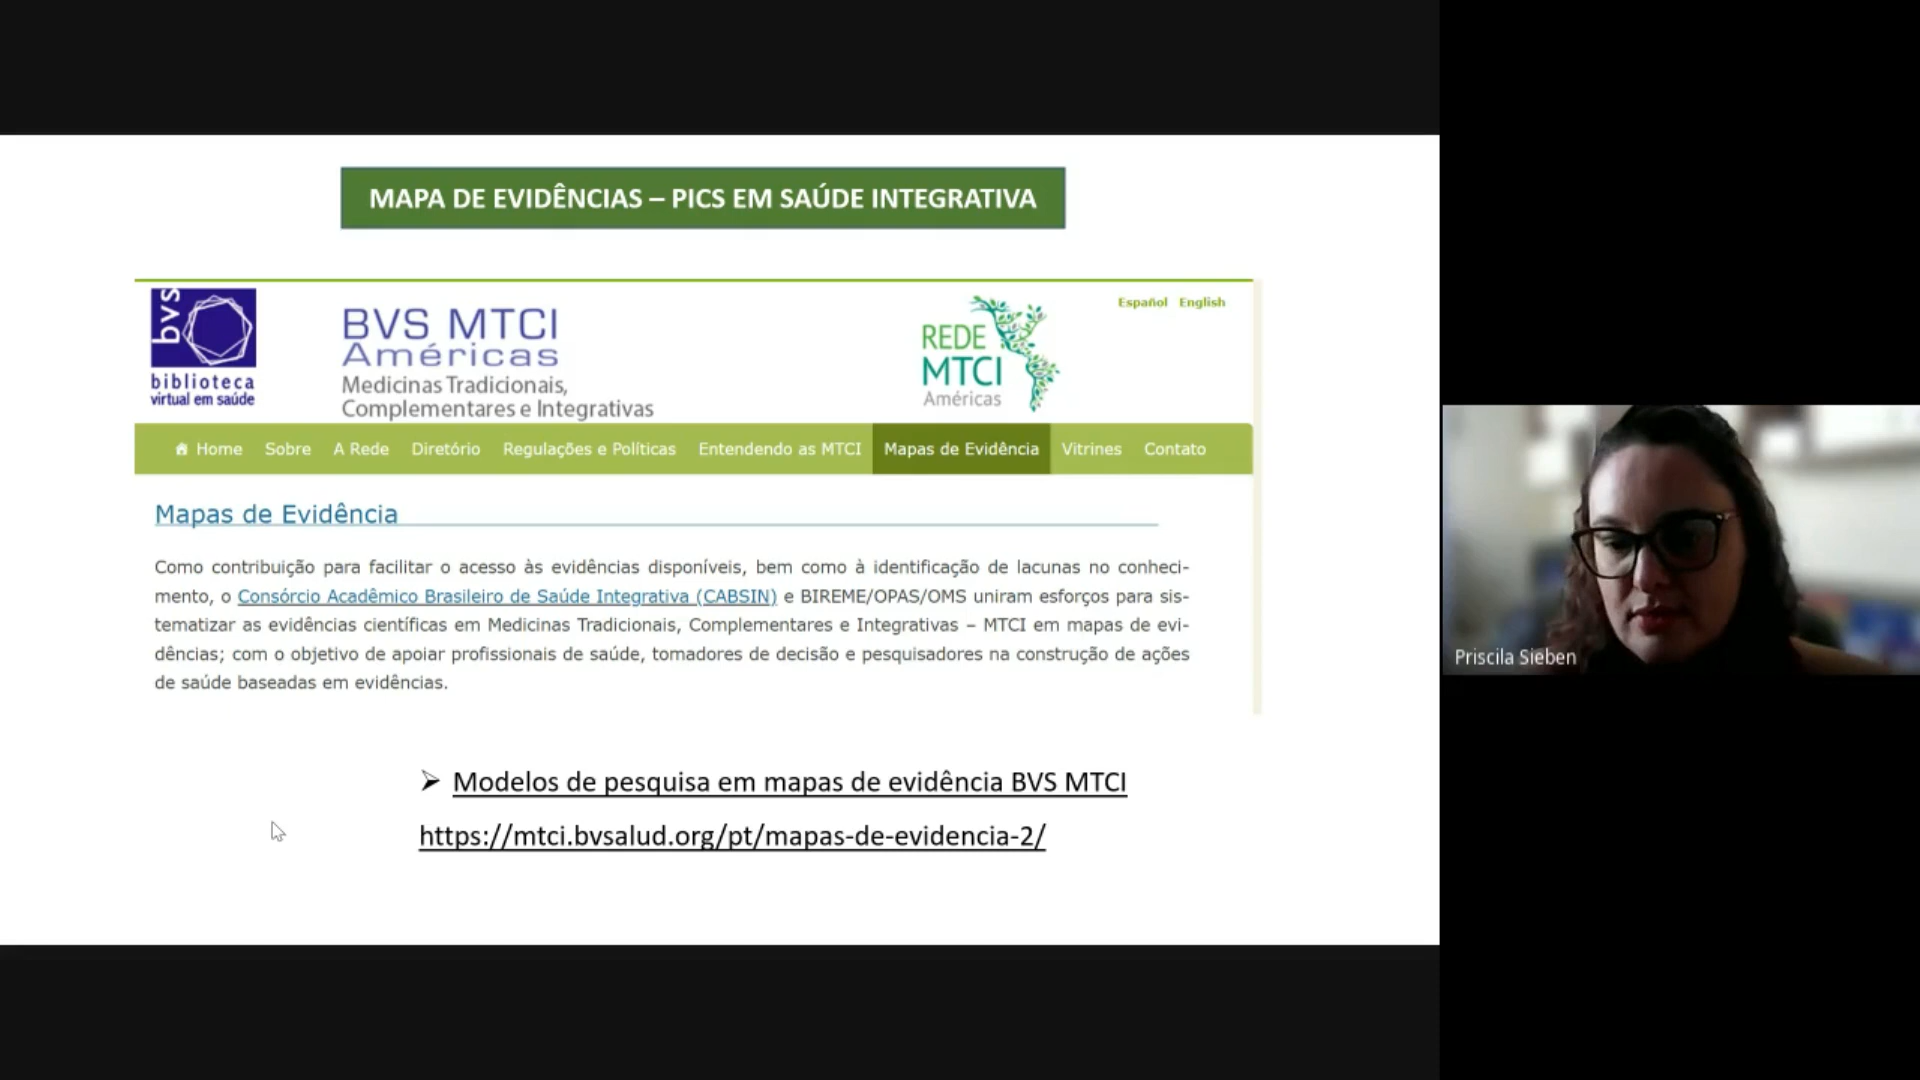 MAPA DE EVIDÊNCIAS – PICS EM SAÚDE INTEGRATIVA
bvs
biblioteca
virtual em saúde
BVS MTCI
Américas
Medicinas Tradicionais,
Complementares e Integrativas
REDE
MTCI
Américas
Español English
Home Sobre A Rede Diretório Regulações e Políticas Entendendo as MTCI Mapas de Evidência Vitrines Contato
Mapas de Evidência
Como contribuição para facilitar o acesso às evidências disponíveis, bem como à identificação de lacunas no conheci-
mento, o Consórcio Acadêmico Brasileiro de Saúde Integrativa (CABSIN) e BIREME/OPAS/OMS uniram esforços para sis-
tematizar as evidências científicas em Medicinas Tradicionais, Complementares e Integrativas – MTCI em mapas de evi-
dências; com o objetivo de apoiar profissionais de saúde, tomadores de decisão e pesquisadores na construção de ações
de saúde baseadas em evidências.
➢ Modelos de pesquisa em mapas de evidência BVS MTCI
https://mtci.bvsalud.org/pt/mapas-de-evidencia-2/
Priscila Sieben